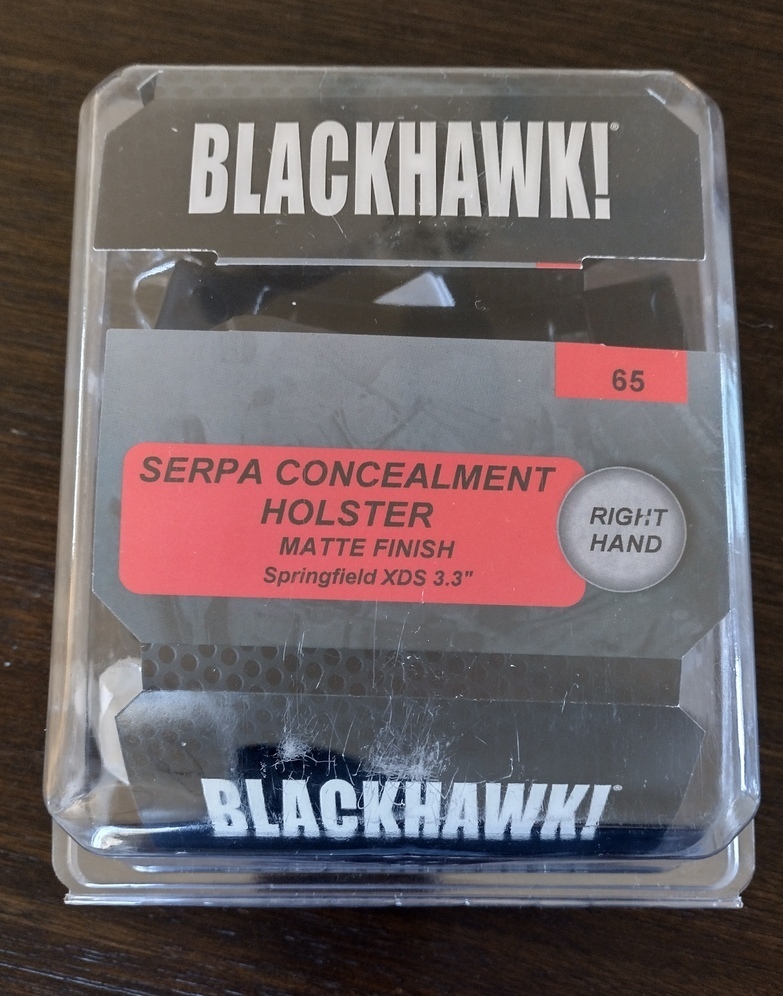 BLACKHAWK!®
65
SERPA CONCEALMENT
HOLSTER
MATTE FINISH
Springfield XDS 3.3"
RIGHT
HAND
BLACKHAWK!®